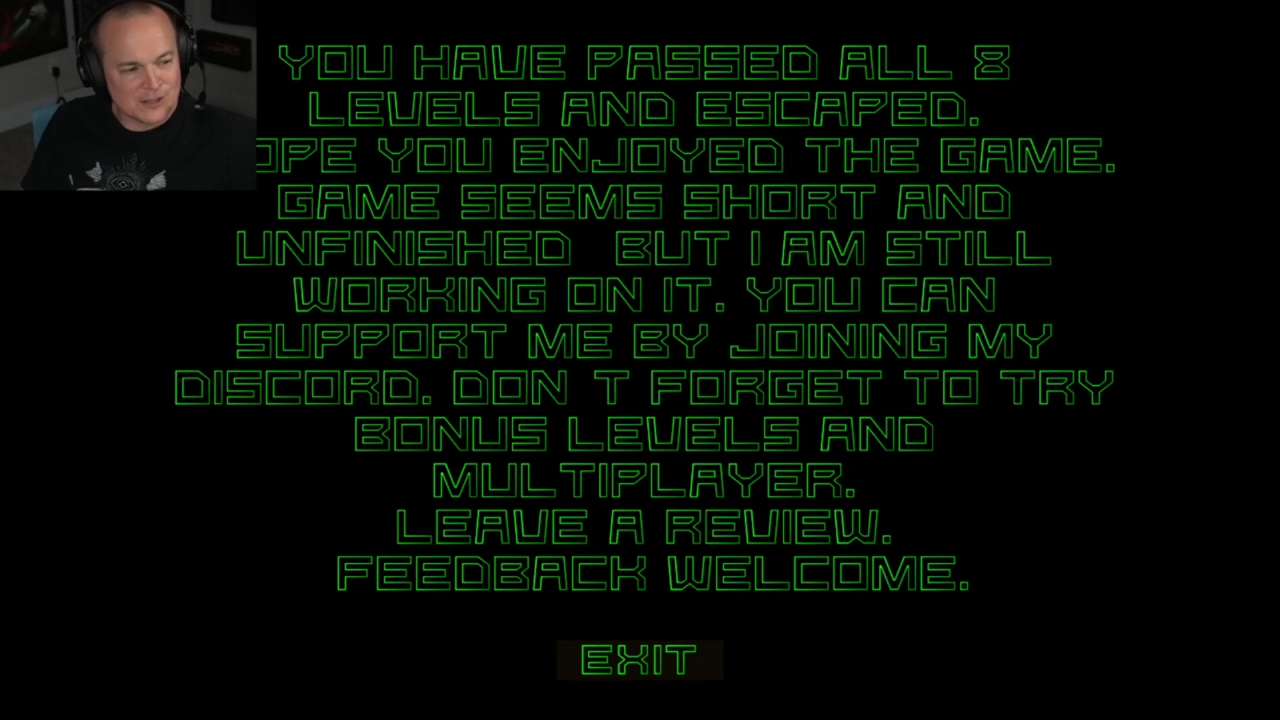 YOU HAVE PASSED ALL 8
LEVELS AND ESCAPED.
OPE YOU ENJOYED THE GAME.
GAME SEEMS SHORT AND
UNFINISHED BUT I AM STILL
WORKING ON IT. YOU CAN
SUPPORT ME BY JOINING MY
DISCORD. DON T FORGET TO TRY
BONUS LEVELS AND
MULTIPLAYER.
LEAVE A REVIEW.
FEEDBACK WELCOME.
EXIT